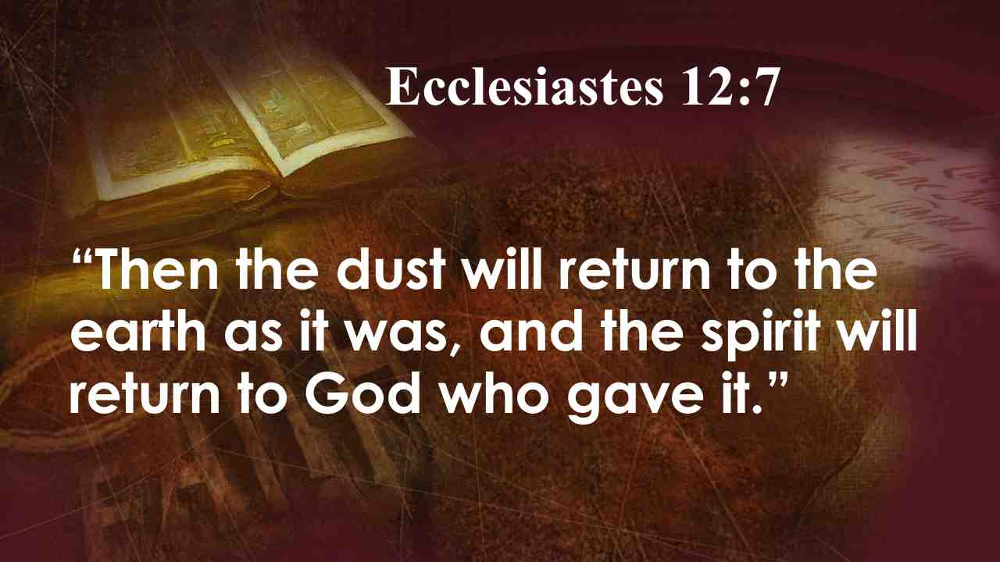 Ecclesiastes 12:7
“Then the dust will return to the
earth as it was, and the spirit will
return to God who gave it.”